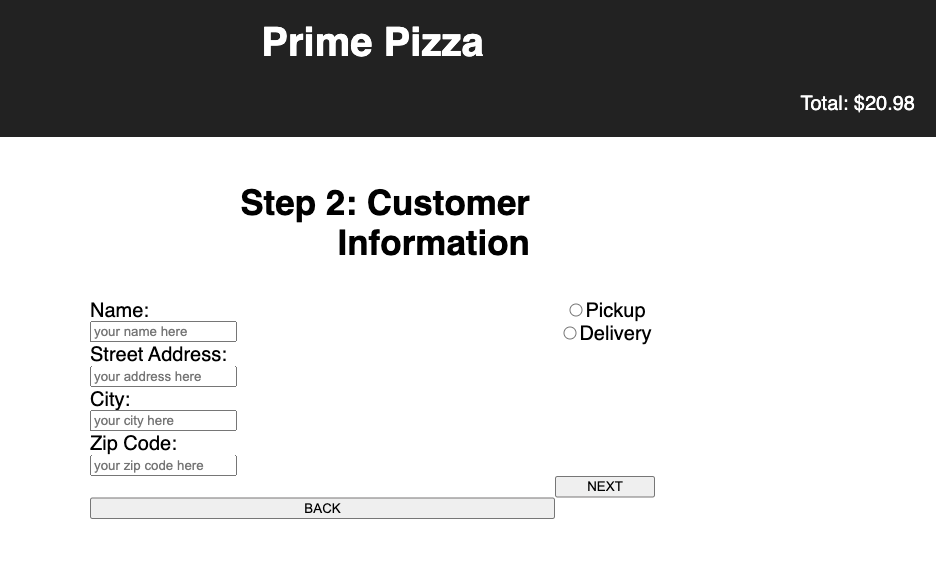 Prime Pizza
Total: $20.98
Step 2: Customer
Information
Name:
your name here
Street Address:
your address here
City:
your city here
Zip Code:
your zip code here
Pickup
Delivery
NEXT
BACK